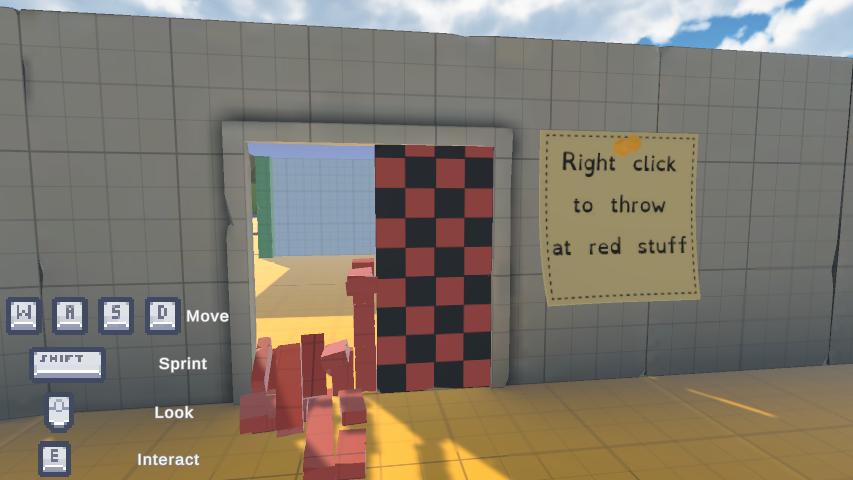 Right click
to throw
at red stuff
W A S D Move
SHIFT Sprint
Look
E Interact